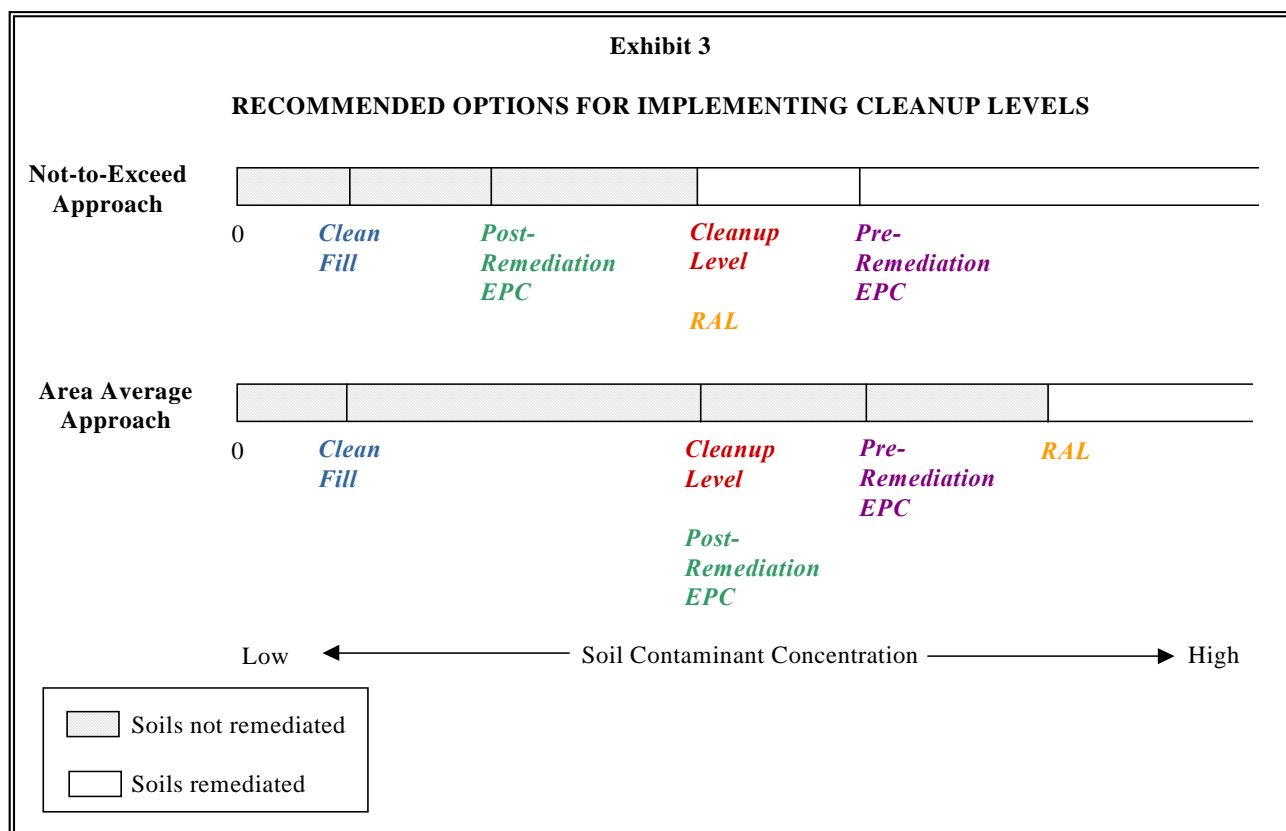 Exhibit 3
RECOMMENDED OPTIONS FOR IMPLEMENTING CLEANUP LEVELS
Not-to-Exceed
Approach
0
Clean
Fill
Post-
Remediation
EPC
Cleanup
Level
RAL
Pre-
Remediation
EPC
Area Average
Approach
0
Clean
Fill
Cleanup
Level
Post-
Remediation
EPC
Pre-
Remediation
EPC
RAL
Low
Soil Contaminant Concentration
High
Soils not remediated
Soils remediated